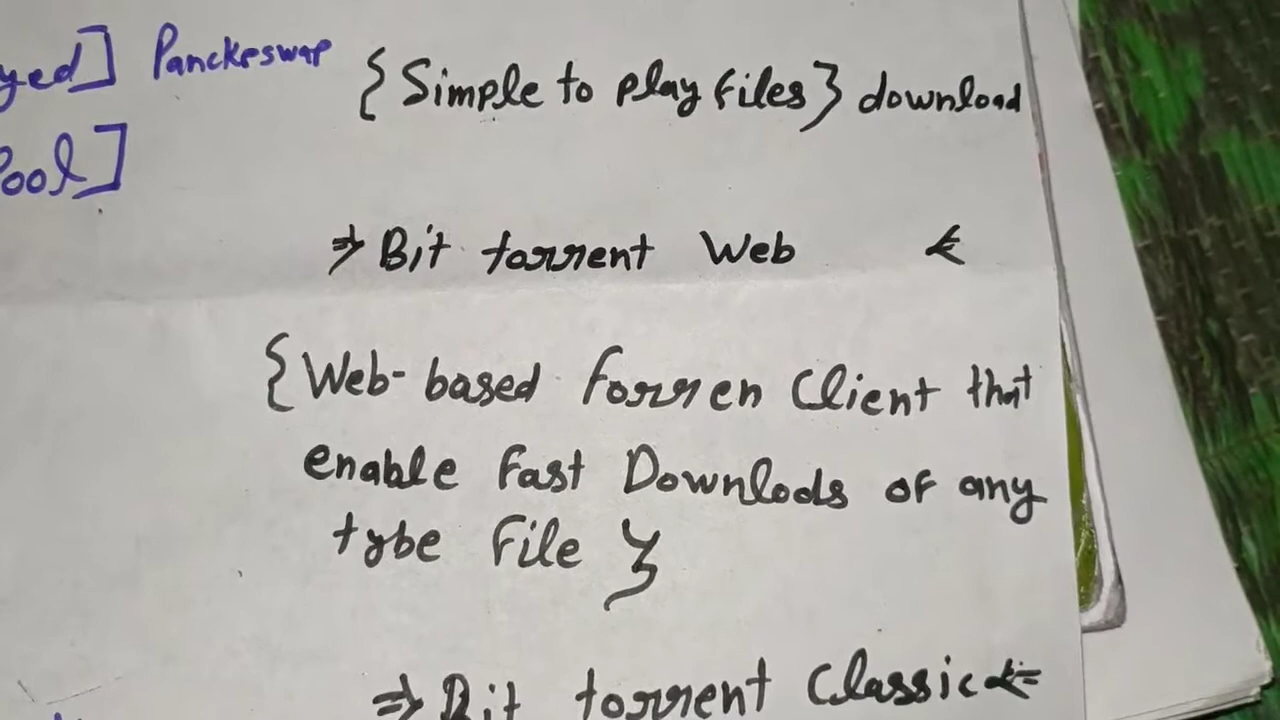 yed] Panckeswap
{Simple to play files} download
Pool]
⇒ Bit torrent Web ⇐
{Web-based Forren Client that
enable Fast Downlods of any
tybe File }
⇒ Bit torrent Classic ⇐